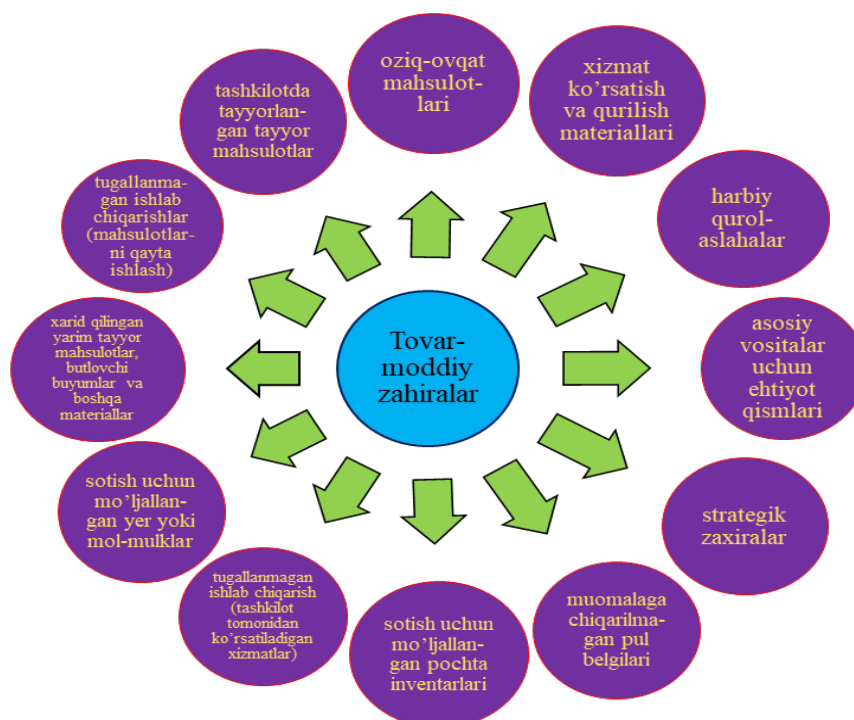 Tovar-
moddiy
zahiralar
oziq-ovqat
mahsulot-
lari
xizmat
ko’rsatish
va qurilish
materiallari
harbiy
qurol-
aslahalar
asosiy
vositalar
uchun
ehtiyot
qismlari
strategik
zaxiralar
muomalaga
chiqarilma-
gan pul
belgilari
sotish uchun
mo’ljallan-
gan pochta
inventarlari
tugallanmagan
ishlab chiqarish
(tashkilot
tomonidan
ko’rsatiladigan
xizmatlar)
sotish uchun
mo’ljallan-
gan yer yoki
mol-mulklar
xarid qilingan
yarim tayyor
mahsulotlar,
butlovchi
buyumlar va
boshqa
materiallar
tugallanma-
gan ishlab
chiqarishlar
(mahsulotlar-
ni qayta
ishlash)
tashkilotda
tayyorlan-
gan tayyor
mahsulotlar